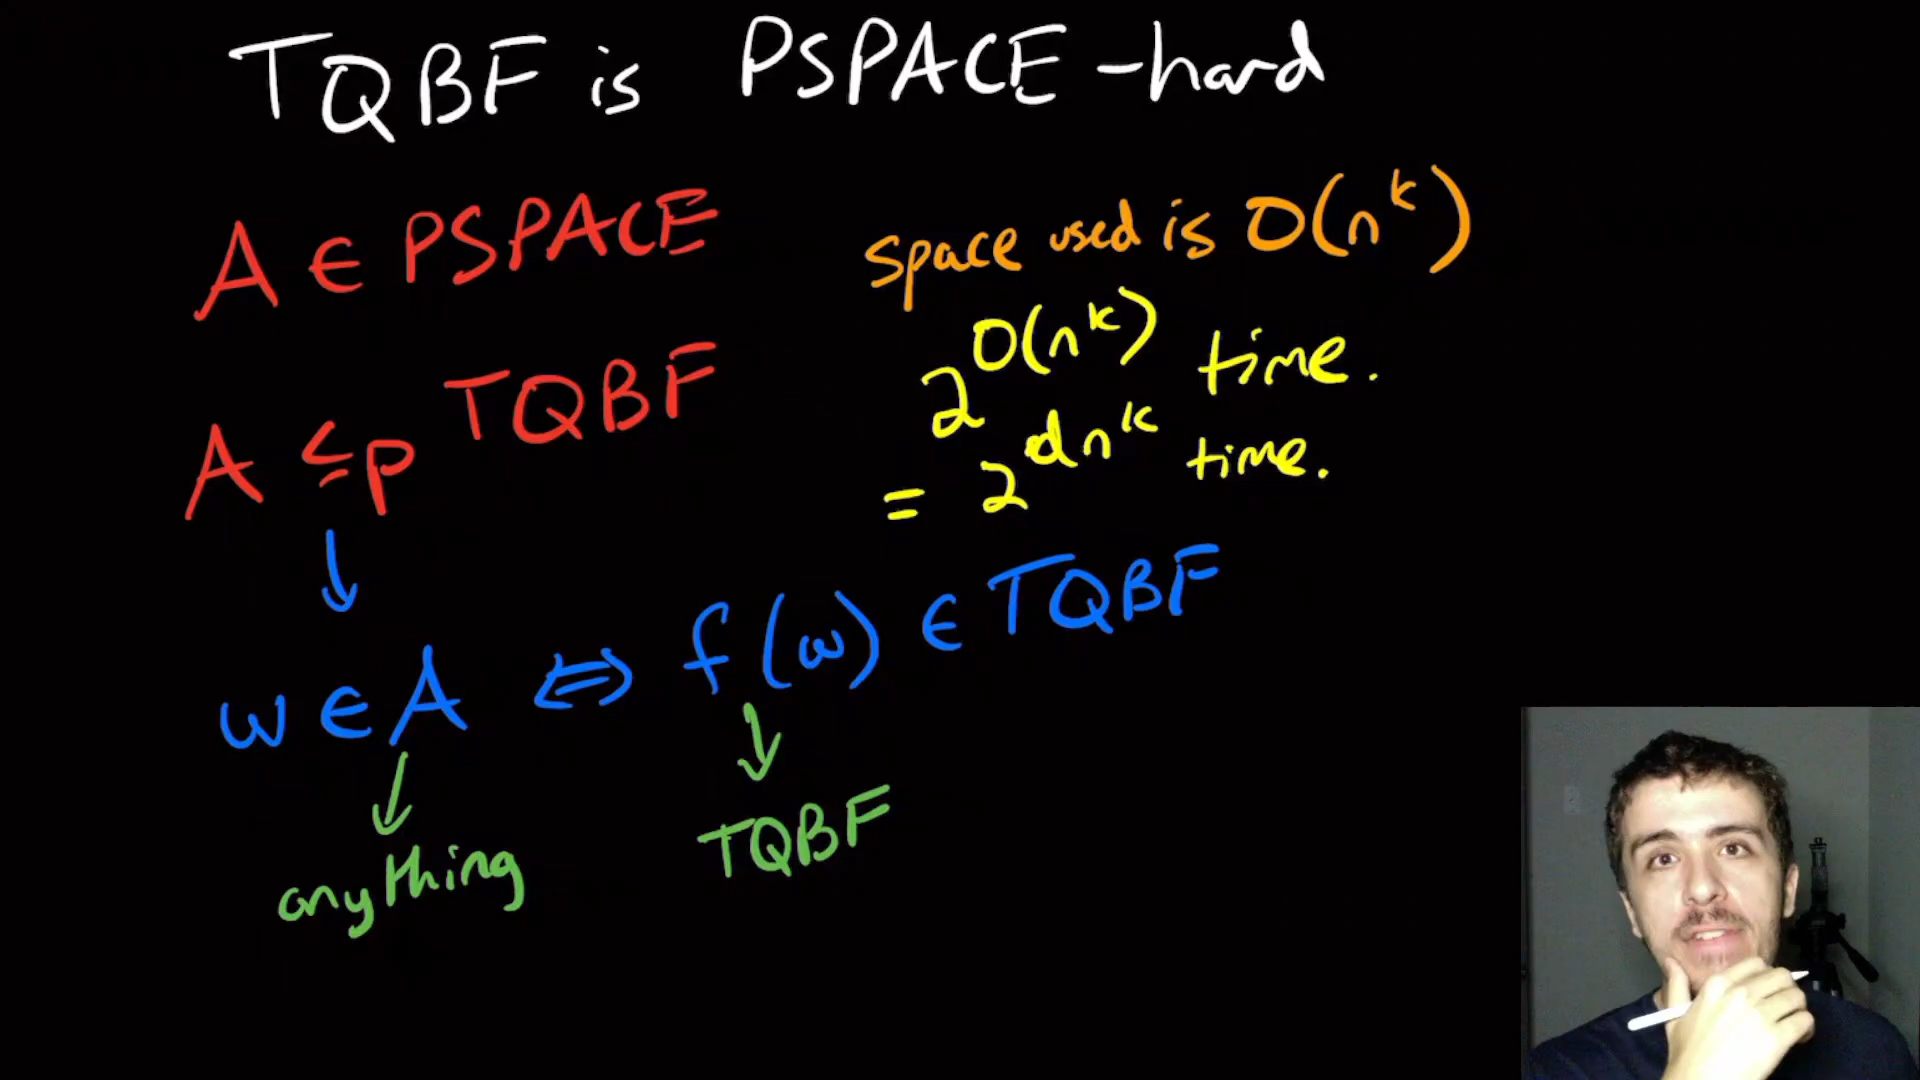 TQBF is PSPACE-hard
A ∈ PSPACE
space used is O(n^k)
2^O(n^k) time.
A ≤p TQBF
= 2^dn^k time.
↓
w ∈ A ⇔ f(w) ∈ TQBF
↓ ↓
anything TQBF